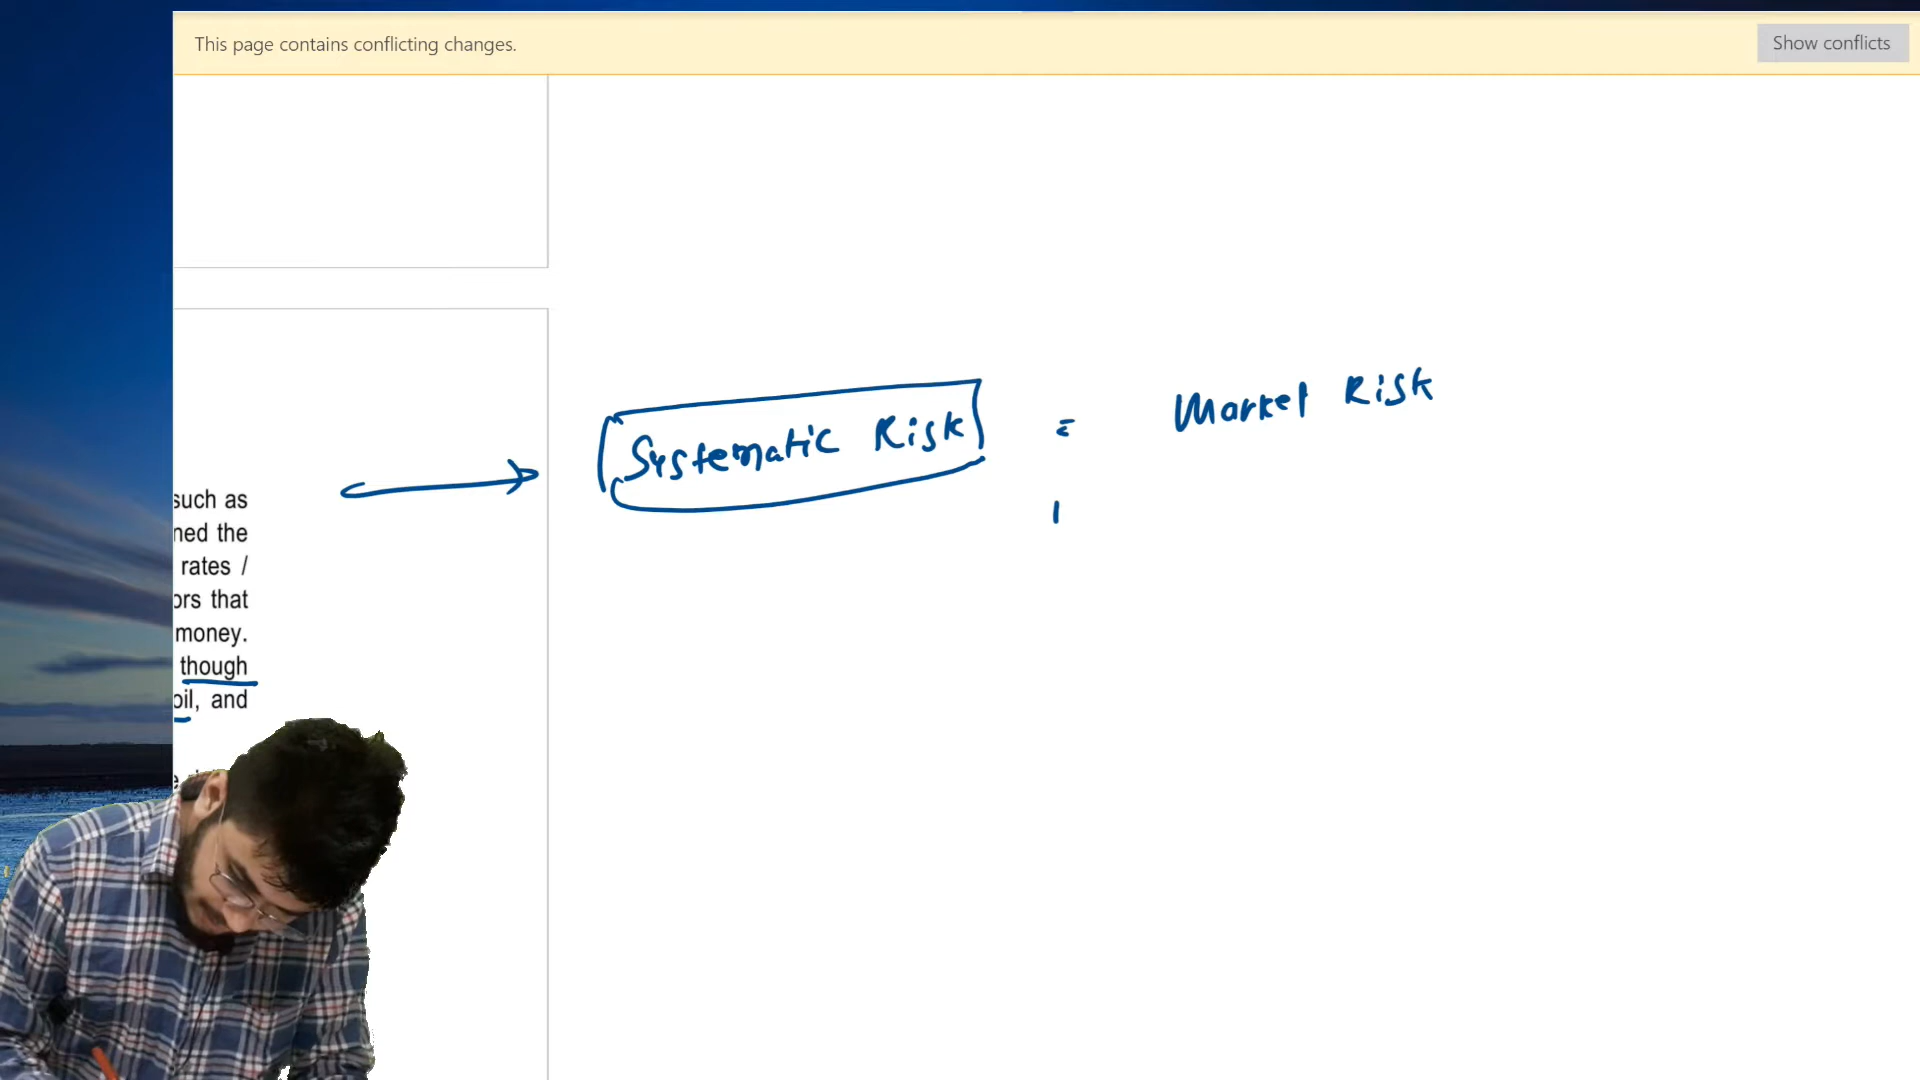 This page contains conflicting changes.
Show conflicts
Systematic Risk = Market Risk
such as
ned the
rates /
ors that
money.
though
oil, and